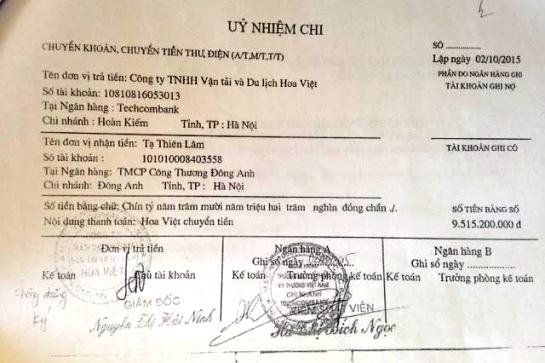 UỶ NHIỆM CHI
CHUYỂN KHOẢN, CHUYỂN TIỀN THƯ, ĐIỆN (A/T,M/T,T/T)
SỐ
Lập ngày 02/10/2015
Tên đơn vị trả tiền: Công ty TNHH Vận tải và Du lịch Hoa Việt
PHẦN DO NGÂN HÀNG GHI
Số tài khoản: 10810816053013
TÀI KHOẢN GHI NỢ
Tại Ngân hàng : Techcombank
Chi nhánh : Hoàn Kiếm Tỉnh, TP : Hà Nội
Tên đơn vị nhận tiền: Tạ Thiên Lâm
TÀI KHOẢN GHI CÓ
Số tài khoản : 101010008403558
Tại Ngân hàng: TMCP Công Thương Đông Anh
Chi nhánh: Đông Anh Tỉnh, TP : Hà Nội
Số tiền bằng chữ: Chín tỷ năm trăm mười năm triệu hai trăm nghìn đồng chẵn ./.
SỐ TIỀN BẰNG SỐ
Nội dung thanh toán: Hoa Việt chuyển tiền
9.515.200.000 đ
Đơn vị trả tiền Ngân hàng A Ngân hàng B
Ghi sổ ngày Ghi sổ ngày
Kế toán Chủ tài khoản Kế toán Trưởng phòng kế toán Kế toán Trưởng phòng kế toán
HOA VIỆT
CHI NHÁNH
GIÁM ĐỐC
VIÊN
Nguyễn Thị Hải Ninh
Bích Ngọc